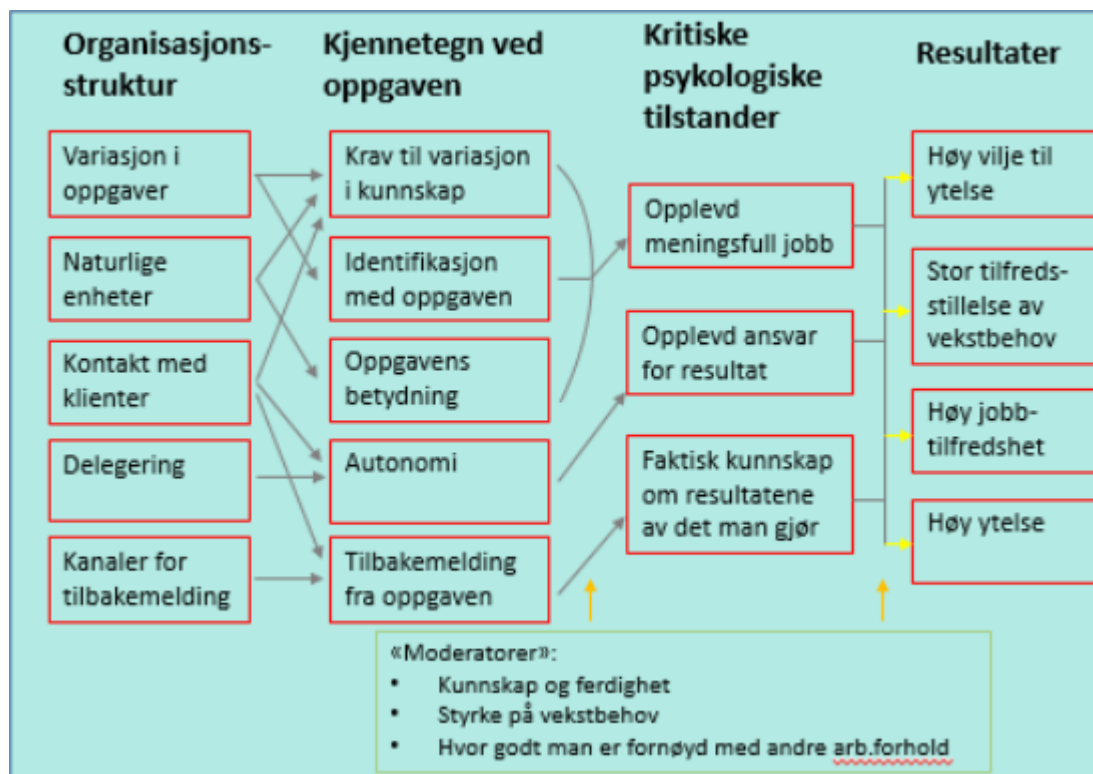 Organisasjons-
struktur
Kjennetegn ved
oppgaven
Kritiske
psykologiske
tilstander
Resultater
Variasjon i
oppgaver
Naturlige
enheter
Kontakt med
klienter
Delegering
Kanaler for
tilbakemelding
Krav til variasjon
i kunnskap
Identifikasjon
med oppgaven
Oppgavens
betydning
Autonomi
Tilbakemelding
fra oppgaven
Opplevd
meningsfull jobb
Opplevd ansvar
for resultat
Faktisk kunnskap
om resultatene
av det man gjør
Høy vilje til
ytelse
Stor tilfreds-
stillelse av
vekstbehov
Høy jobb-
tilfredshet
Høy ytelse
«Moderatorer»:
• Kunnskap og ferdighet
• Styrke på vekstbehov
• Hvor godt man er fornøyd med andre arb.forhold